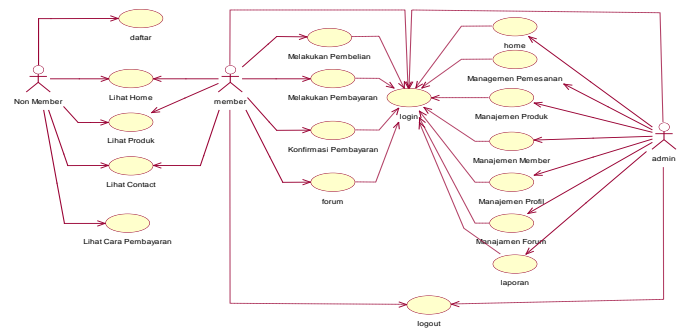 daftar
Non Member
Lihat Home
Lihat Produk
Lihat Contact
Lihat Cara Pembayaran
member
Melakukan Pembelian
Melakukan Pembayaran
Konfirmasi Pembayaran
forum
login
home
Managemen Pemesanan
Manajemen Produk
Manajemen Member
Manajemen Profil
Manajamen Forum
laporan
admin
logout